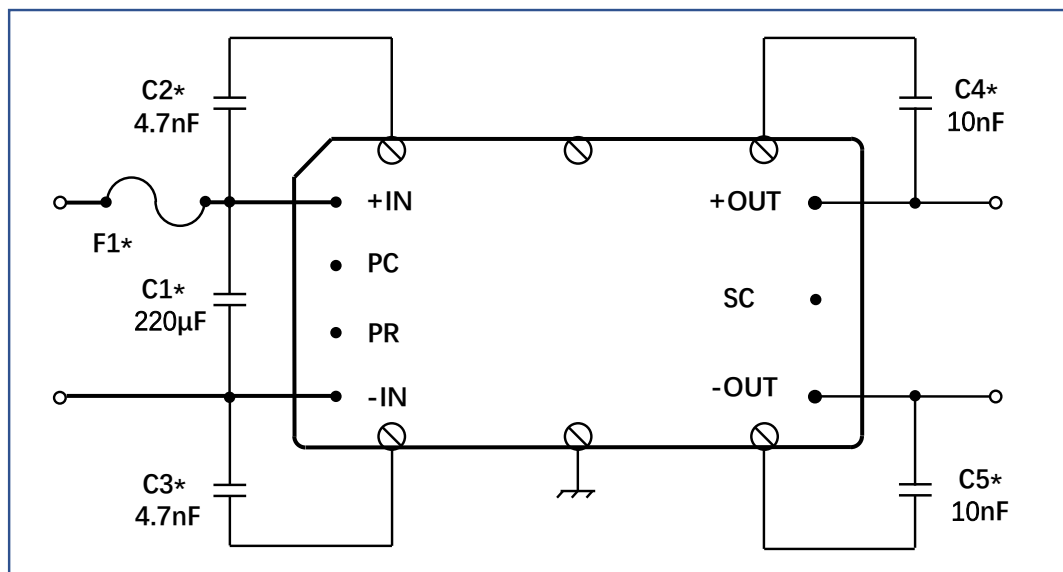 C2*
4.7nF
C4*
10nF
+IN
+OUT
F1*
PC
C1*
220μF
SC
PR
-IN
-OUT
C3*
4.7nF
C5*
10nF